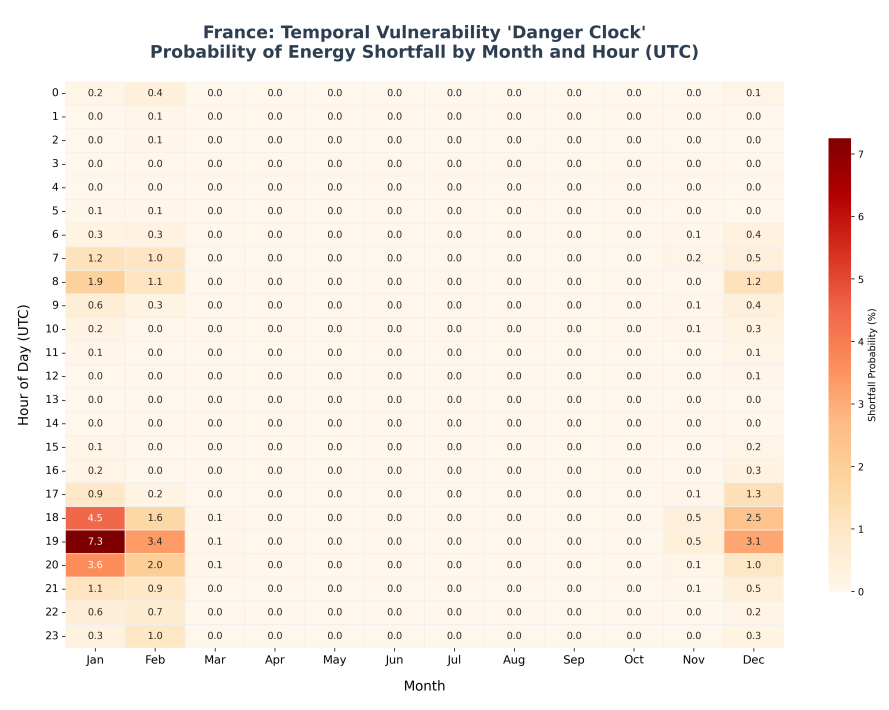 France: Temporal Vulnerability 'Danger Clock'
Probability of Energy Shortfall by Month and Hour (UTC)
0 0.2 0.4 0.0 0.0 0.0 0.0 0.0 0.0 0.0 0.0 0.0 0.1
1 0.0 0.1 0.0 0.0 0.0 0.0 0.0 0.0 0.0 0.0 0.0 0.0
2 0.0 0.1 0.0 0.0 0.0 0.0 0.0 0.0 0.0 0.0 0.0 0.0
3 0.0 0.0 0.0 0.0 0.0 0.0 0.0 0.0 0.0 0.0 0.0 0.0
4 0.0 0.0 0.0 0.0 0.0 0.0 0.0 0.0 0.0 0.0 0.0 0.0
5 0.1 0.1 0.0 0.0 0.0 0.0 0.0 0.0 0.0 0.0 0.0 0.0
6 0.3 0.3 0.0 0.0 0.0 0.0 0.0 0.0 0.0 0.0 0.1 0.4
7 1.2 1.0 0.0 0.0 0.0 0.0 0.0 0.0 0.0 0.0 0.2 0.5
8 1.9 1.1 0.0 0.0 0.0 0.0 0.0 0.0 0.0 0.0 0.0 1.2
9 0.6 0.3 0.0 0.0 0.0 0.0 0.0 0.0 0.0 0.0 0.1 0.4
10 0.2 0.0 0.0 0.0 0.0 0.0 0.0 0.0 0.0 0.0 0.1 0.3
11 0.1 0.0 0.0 0.0 0.0 0.0 0.0 0.0 0.0 0.0 0.0 0.1
12 0.0 0.0 0.0 0.0 0.0 0.0 0.0 0.0 0.0 0.0 0.0 0.1
13 0.0 0.0 0.0 0.0 0.0 0.0 0.0 0.0 0.0 0.0 0.0 0.0
14 0.0 0.0 0.0 0.0 0.0 0.0 0.0 0.0 0.0 0.0 0.0 0.0
15 0.1 0.0 0.0 0.0 0.0 0.0 0.0 0.0 0.0 0.0 0.0 0.2
16 0.2 0.0 0.0 0.0 0.0 0.0 0.0 0.0 0.0 0.0 0.0 0.3
17 0.9 0.2 0.0 0.0 0.0 0.0 0.0 0.0 0.0 0.0 0.1 1.3
18 4.5 1.6 0.1 0.0 0.0 0.0 0.0 0.0 0.0 0.0 0.5 2.5
19 7.3 3.4 0.1 0.0 0.0 0.0 0.0 0.0 0.0 0.0 0.5 3.1
20 3.6 2.0 0.1 0.0 0.0 0.0 0.0 0.0 0.0 0.0 0.1 1.0
21 1.1 0.9 0.0 0.0 0.0 0.0 0.0 0.0 0.0 0.0 0.1 0.5
22 0.6 0.7 0.0 0.0 0.0 0.0 0.0 0.0 0.0 0.0 0.0 0.2
23 0.3 1.0 0.0 0.0 0.0 0.0 0.0 0.0 0.0 0.0 0.0 0.3
Jan Feb Mar Apr May Jun Jul Aug Sep Oct Nov Dec
Month
Hour of Day (UTC)
7
6
5
4
3
2
1
0
Shortfall Probability (%)